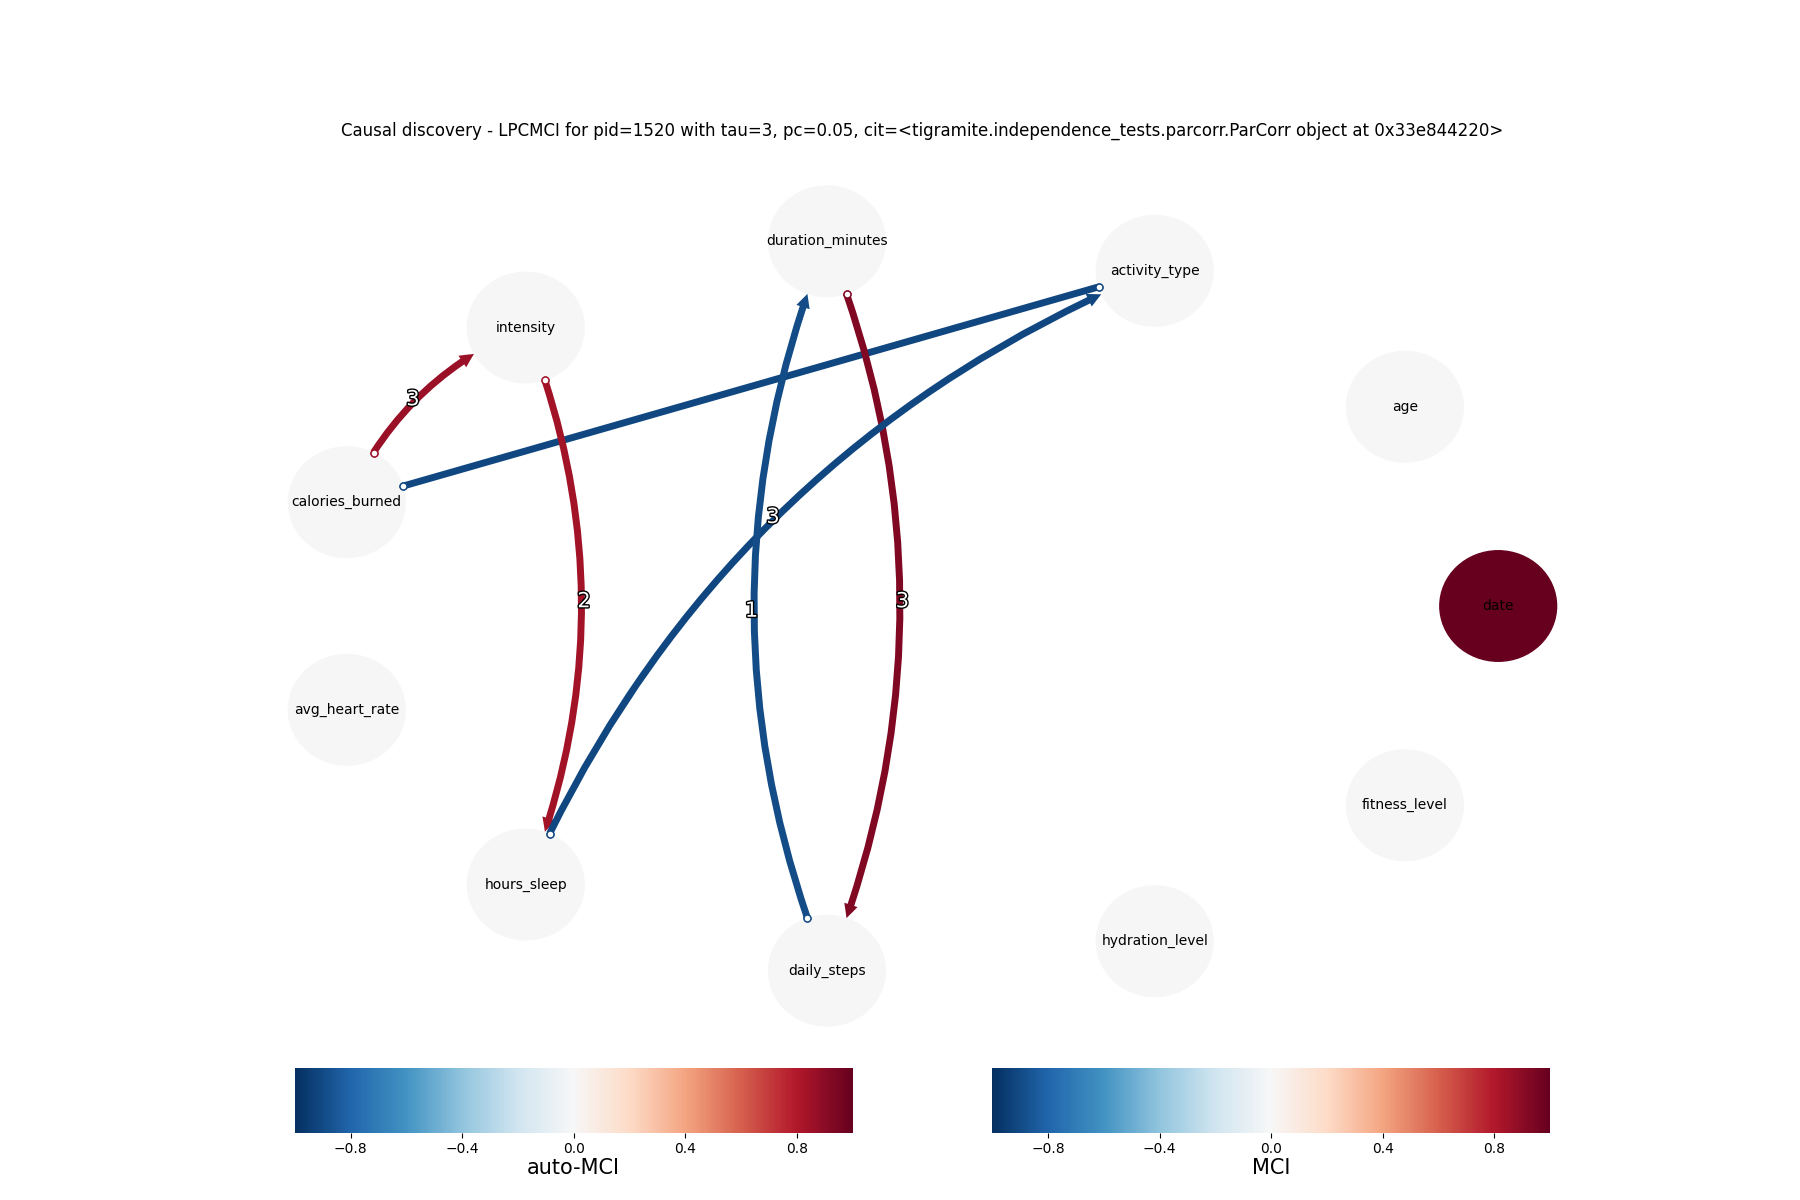 Causal discovery - LPCMCI for pid=1520 with tau=3, pc=0.05, cit=<tigramite.independence_tests.parcorr.ParCorr object at 0x33e844220>
duration_minutes
activity_type
intensity
3
age
calories_burned
3
2
1
3
date
avg_heart_rate
fitness_level
hours_sleep
hydration_level
daily_steps
−0.8 −0.4 0.0 0.4 0.8
auto-MCI
−0.8 −0.4 0.0 0.4 0.8
MCI